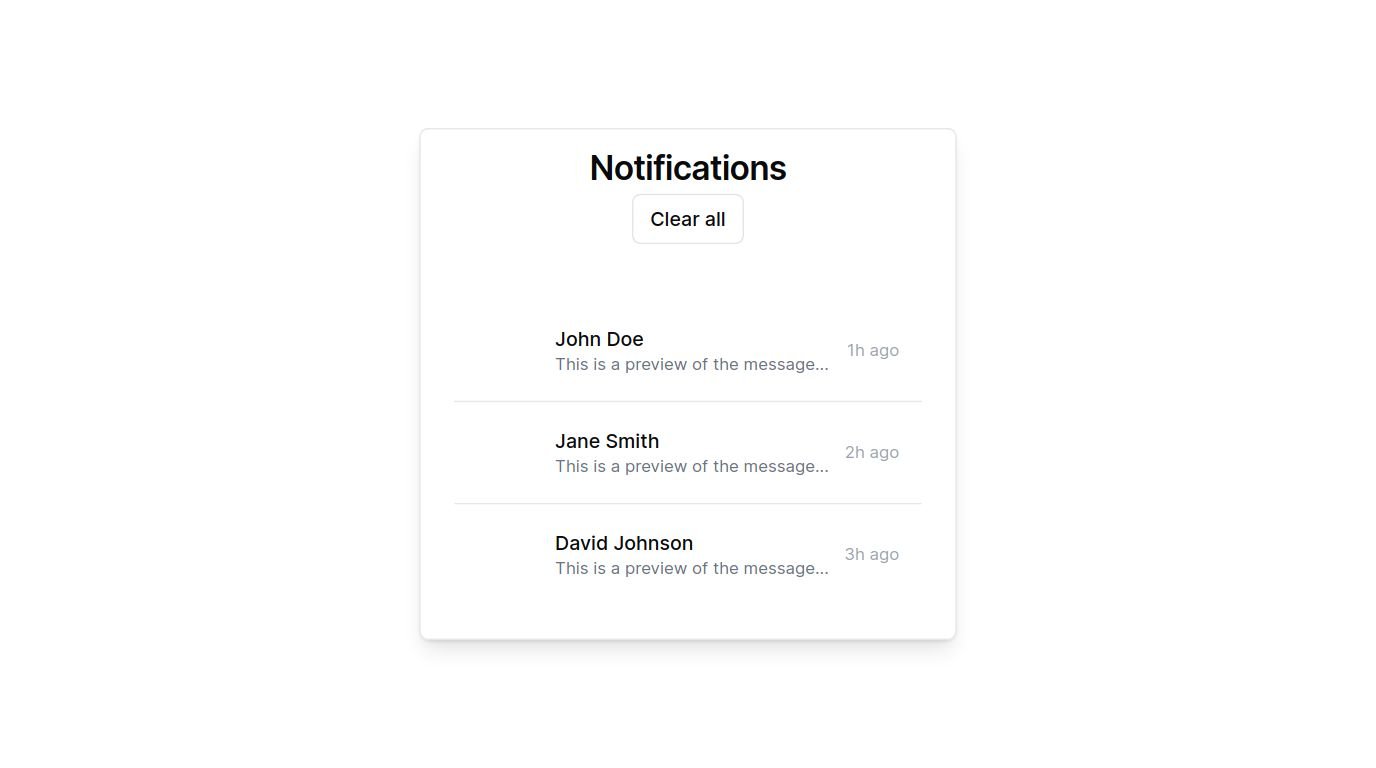 Notifications
Clear all
John Doe
This is a preview of the message...
1h ago
Jane Smith
This is a preview of the message...
2h ago
David Johnson
This is a preview of the message...
3h ago